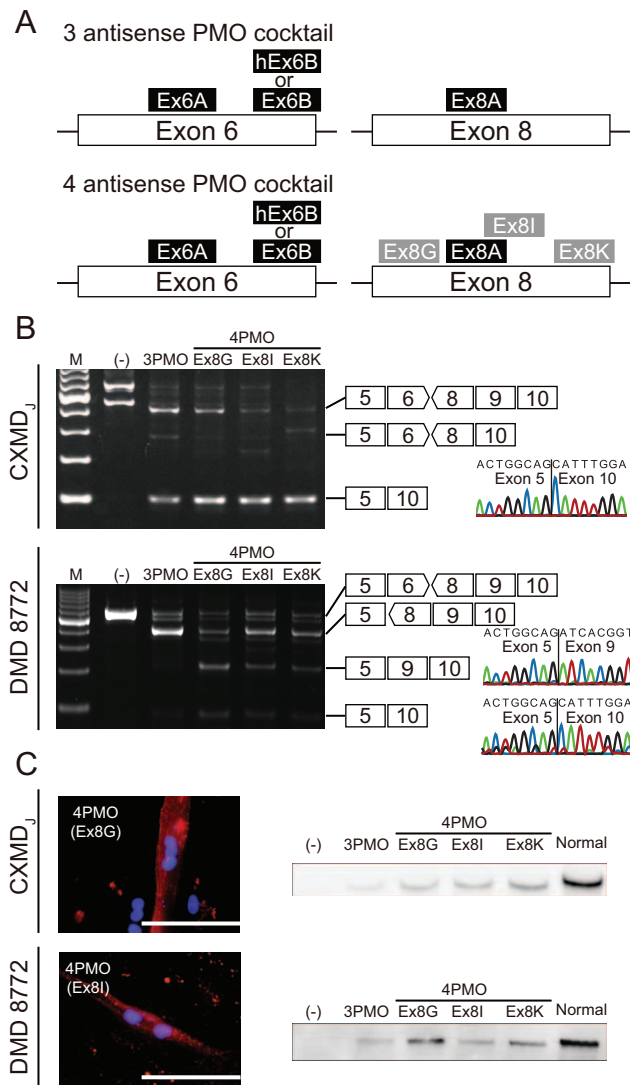 A
3 antisense PMO cocktail
hEx6B
or
Ex6A
Ex6B
Ex8A
Exon 6
Exon 8
4 antisense PMO cocktail
hEx6B
or
Ex8I
Ex6A
Ex6B
Ex8G
Ex8A
Ex8K
Exon 6
Exon 8
B
CXMDJ
4PMO
M (-) 3PMO Ex8G Ex8I Ex8K
5 6 8 9 10
5 6 8 10
ACTGGCAGCATTTGGA
Exon 5 Exon 10
5 10
DMD 8772
4PMO
M (-) 3PMO Ex8G Ex8I Ex8K
5 6 8 9 10
5 8 9 10
ACTGGCAGATCACGGT
Exon 5 Exon 9
5 9 10
ACTGGCAGCATTTGGA
Exon 5 Exon 10
5 10
C
CXMDJ
4PMO
(Ex8G)
4PMO
(-) 3PMO Ex8G Ex8I Ex8K Normal
DMD 8772
4PMO
(Ex8I)
4PMO
(-) 3PMO Ex8G Ex8I Ex8K Normal